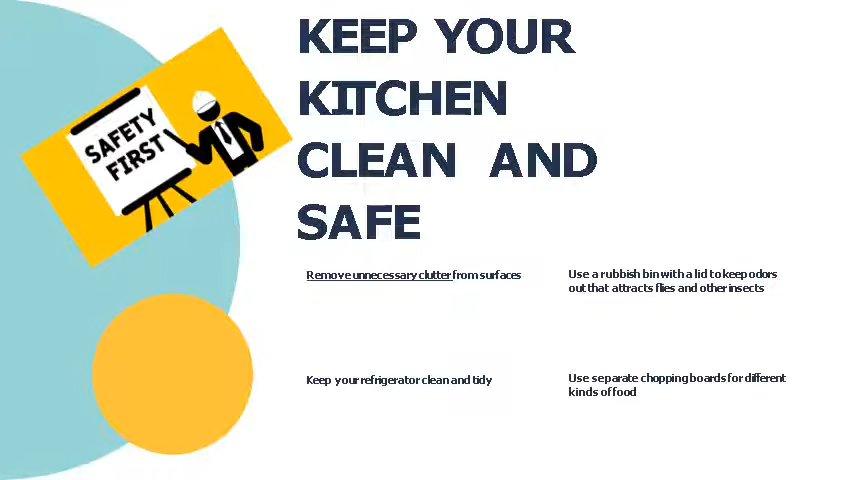 KEEP YOUR
KITCHEN
CLEAN AND
SAFE
SAFETY
FIRST
Remove unnecessary clutter from surfaces
Use a rubbish bin with a lid to keep odors
out that attracts flies and other insects
Keep your refrigerator clean and tidy
Use separate chopping boards for different
kinds of food